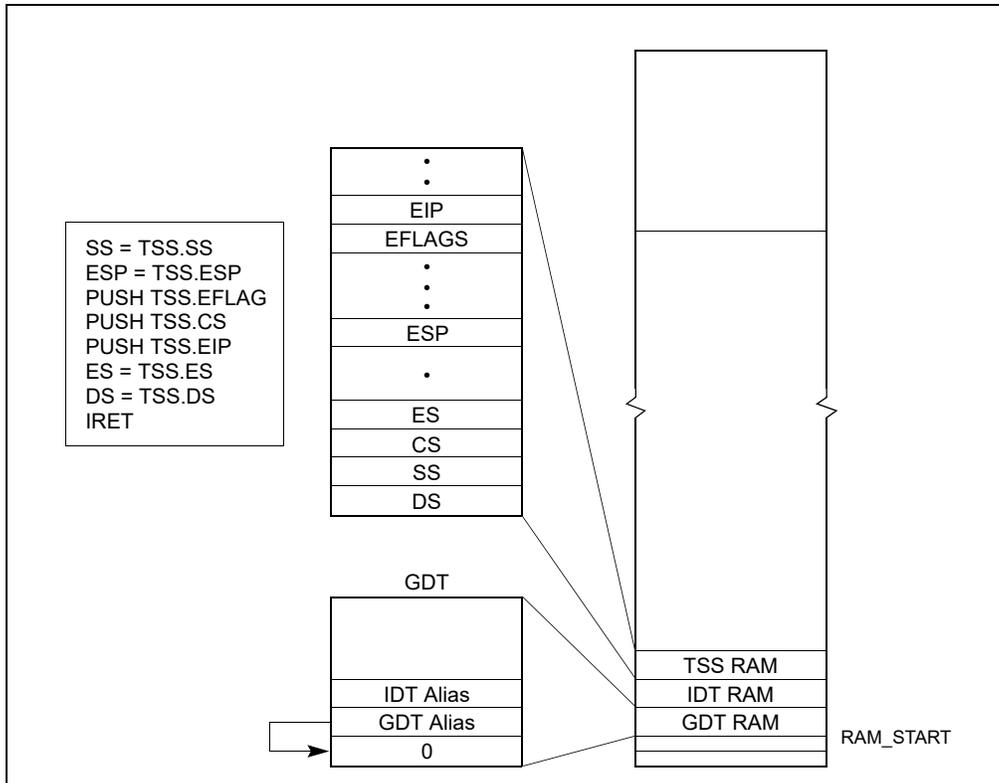 SS = TSS.SS
ESP = TSS.ESP
PUSH TSS.EFLAG
PUSH TSS.CS
PUSH TSS.EIP
ES = TSS.ES
DS = TSS.DS
IRET
EIP
EFLAGS
ESP
ES
CS
SS
DS
GDT
IDT Alias
GDT Alias
0
TSS RAM
IDT RAM
GDT RAM
RAM_START